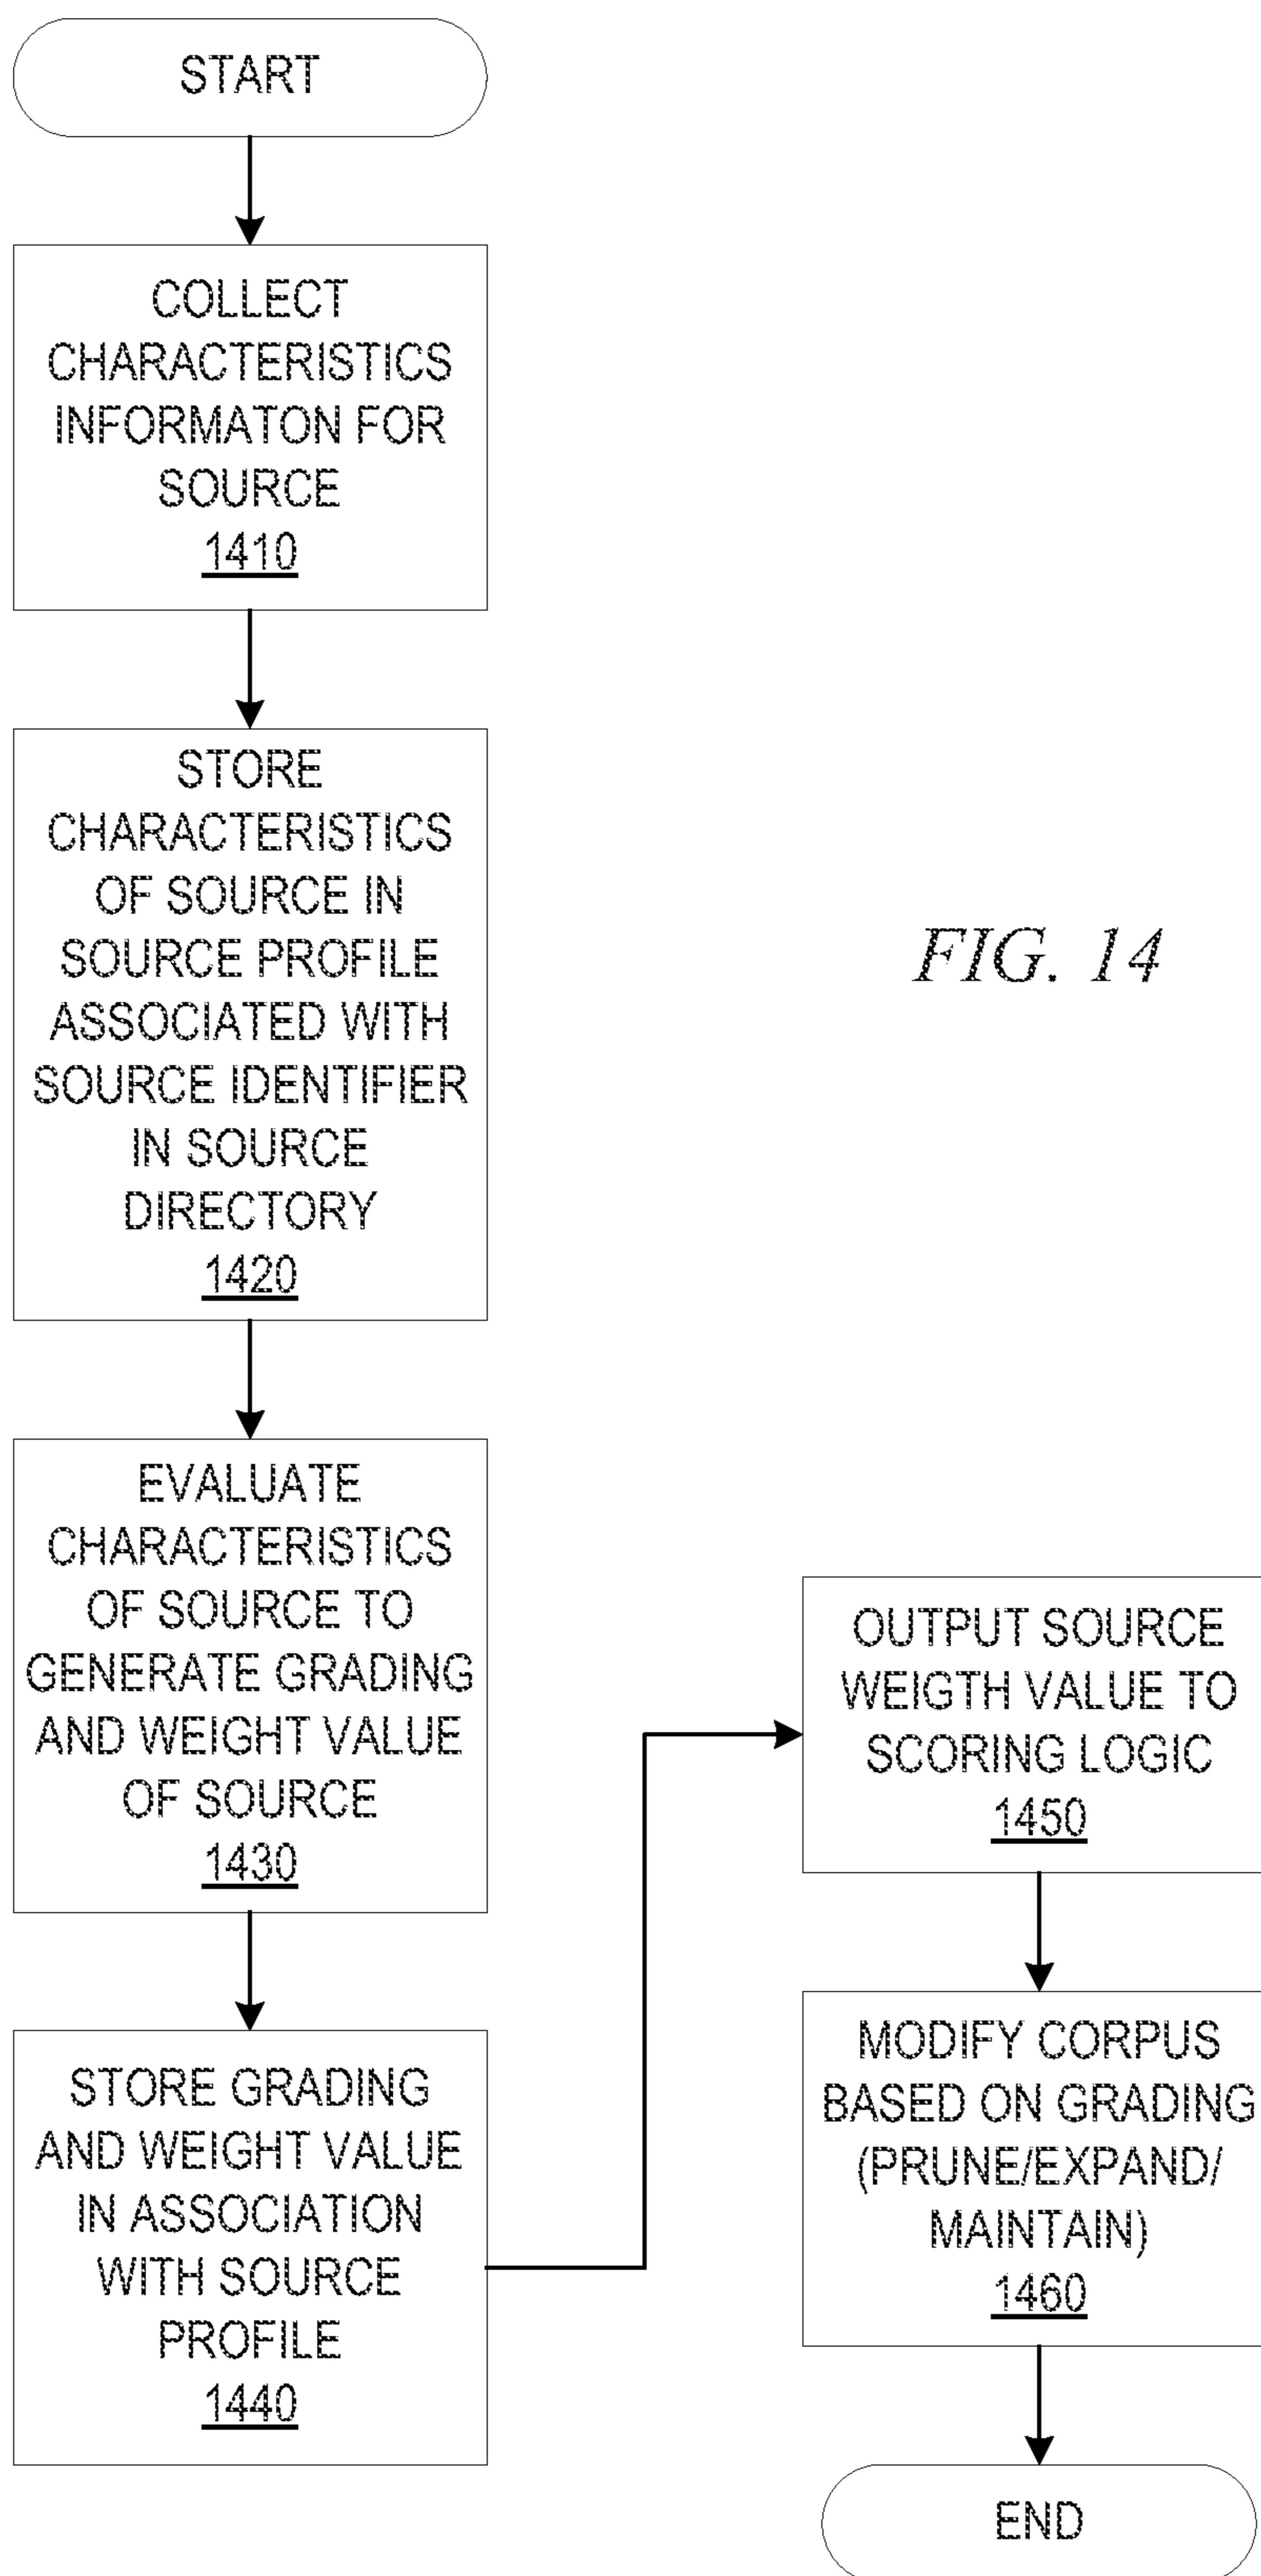 START
COLLECT
CHARACTERISTICS
INFORMATON FOR
SOURCE
1410
STORE
CHARACTERISTICS
OF SOURCE IN
SOURCE PROFILE
ASSOCIATED WITH
SOURCE IDENTIFIER
IN SOURCE
DIRECTORY
1420
EVALUATE
CHARACTERISTICS
OF SOURCE TO
GENERATE GRADING
AND WEIGHT VALUE
OF SOURCE
1430
STORE GRADING
AND WEIGHT VALUE
IN ASSOCIATION
WITH SOURCE
PROFILE
1440
OUTPUT SOURCE
WEIGTH VALUE TO
SCORING LOGIC
1450
MODIFY CORPUS
BASED ON GRADING
(PRUNE/EXPAND/
MAINTAIN)
1460
END
FIG. 14